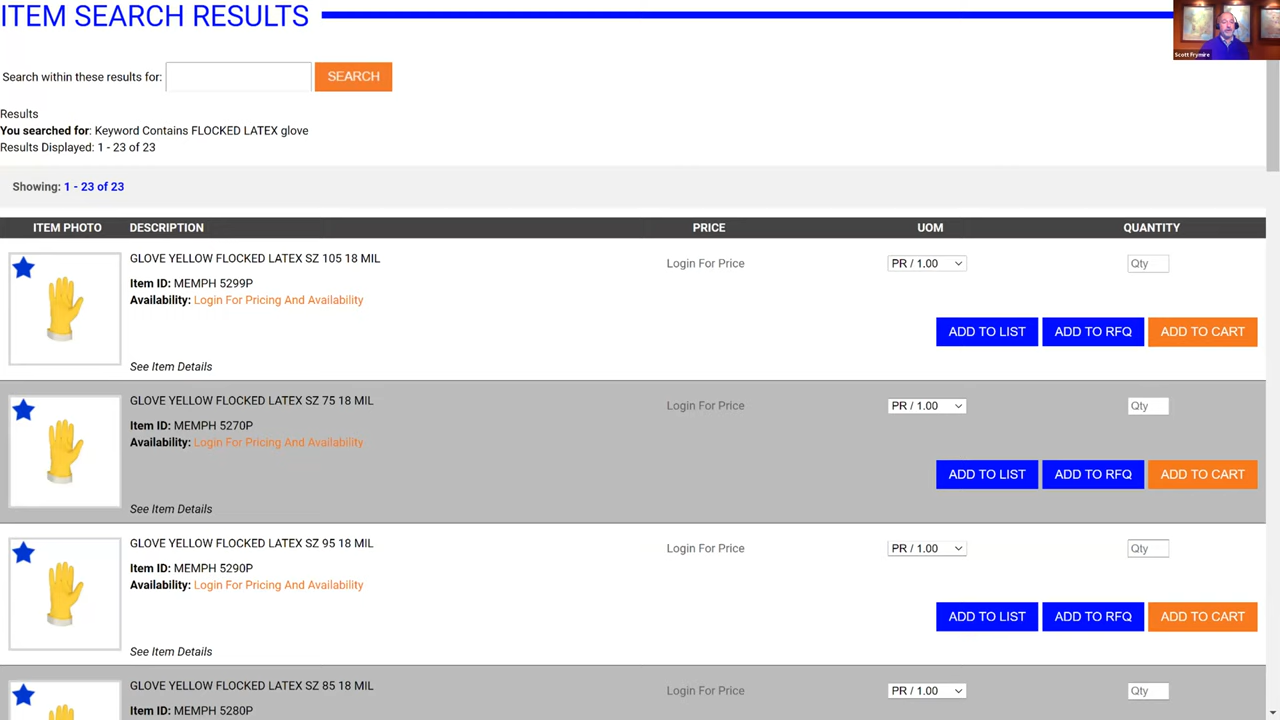 ITEM SEARCH RESULTS
Scott Frymire
Search within these results for:
SEARCH
Results
You searched for: Keyword Contains FLOCKED LATEX glove
Results Displayed: 1 - 23 of 23
Showing: 1 - 23 of 23
ITEM PHOTO DESCRIPTION PRICE UOM QUANTITY
GLOVE YELLOW FLOCKED LATEX SZ 105 18 MIL
Login For Price PR / 1.00 Qty
Item ID: MEMPH 5299P
Availability: Login For Pricing And Availability
ADD TO LIST ADD TO RFQ ADD TO CART
See Item Details
GLOVE YELLOW FLOCKED LATEX SZ 75 18 MIL
Login For Price PR / 1.00 Qty
Item ID: MEMPH 5270P
Availability: Login For Pricing And Availability
ADD TO LIST ADD TO RFQ ADD TO CART
See Item Details
GLOVE YELLOW FLOCKED LATEX SZ 95 18 MIL
Login For Price PR / 1.00 Qty
Item ID: MEMPH 5290P
Availability: Login For Pricing And Availability
ADD TO LIST ADD TO RFQ ADD TO CART
See Item Details
GLOVE YELLOW FLOCKED LATEX SZ 85 18 MIL
Login For Price PR / 1.00 Qty
Item ID: MEMPH 5280P